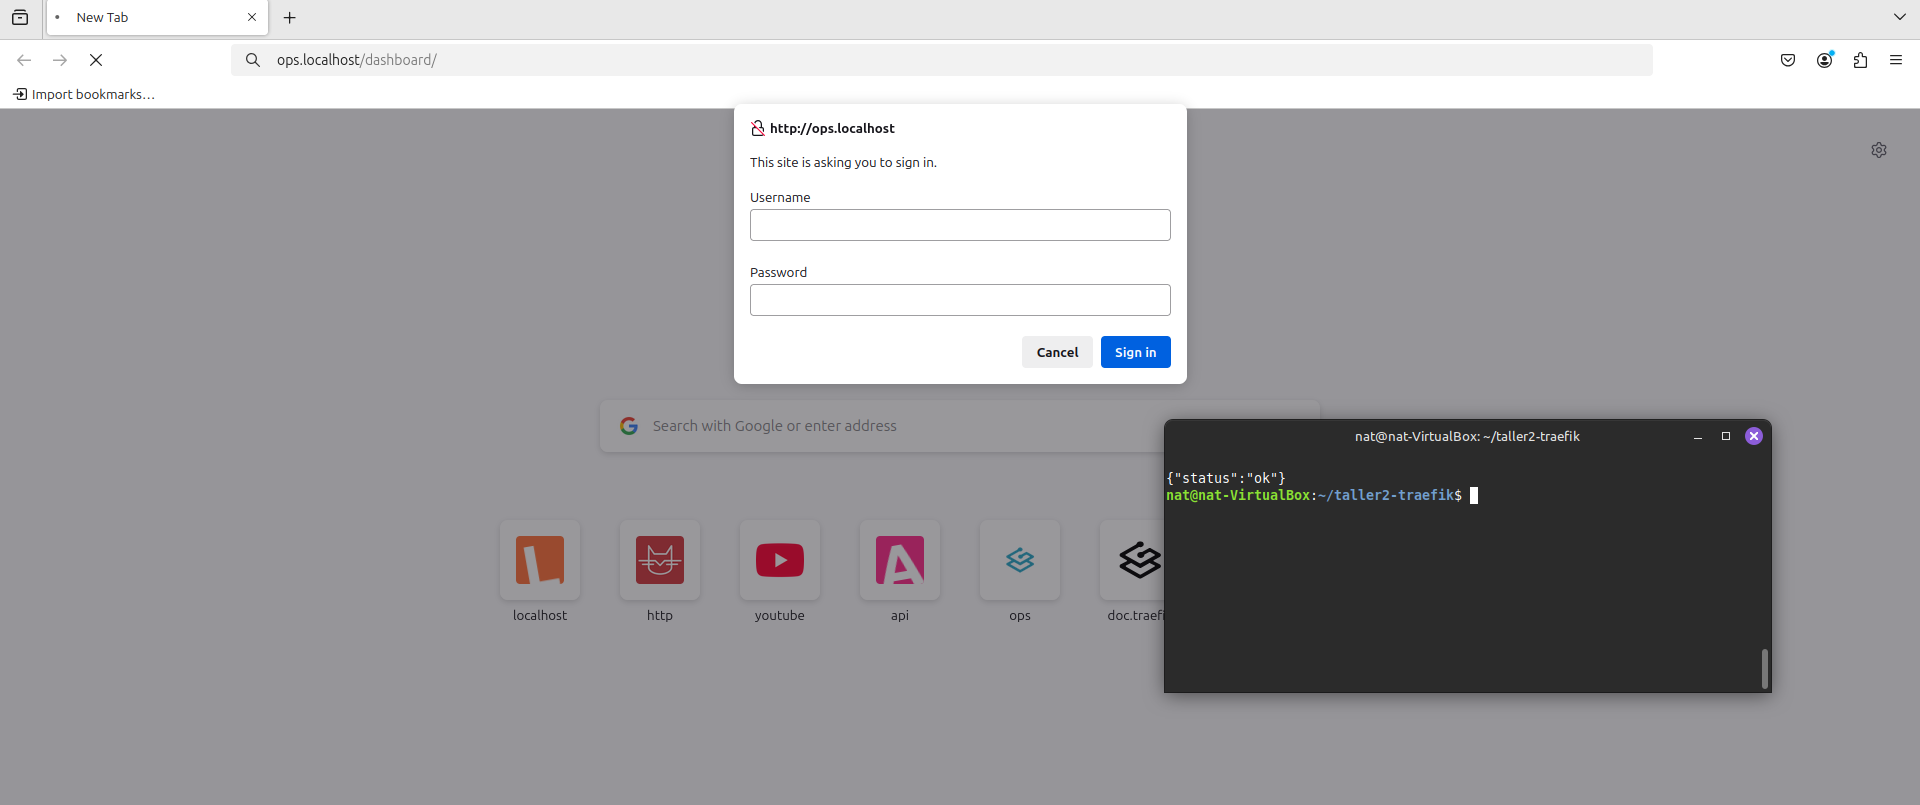 New Tab
ops.localhost/dashboard/
Import bookmarks…
http://ops.localhost
This site is asking you to sign in.
Username
Password
Cancel Sign in
Search with Google or enter address
nat@nat-VirtualBox: ~/taller2-traefik
{"status":"ok"}
nat@nat-VirtualBox:~/taller2-traefik$
localhost http youtube api ops doc.traefi